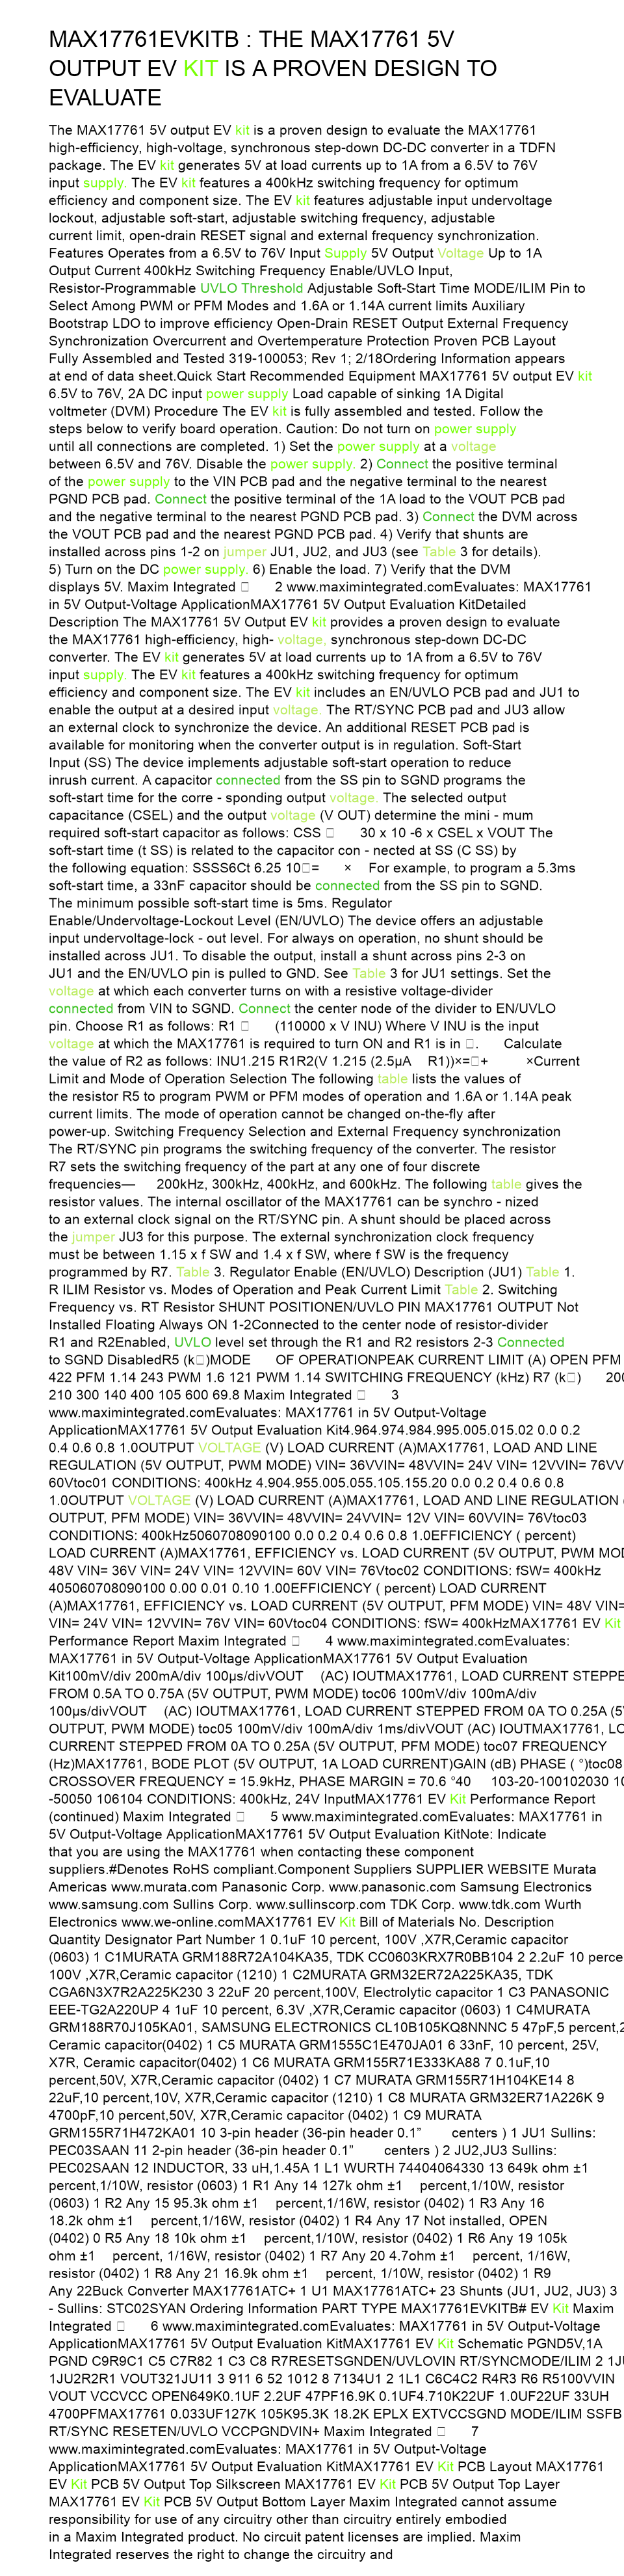 MAX17761EVKITB : THE MAX17761 5V
OUTPUT EV KIT IS A PROVEN DESIGN TO
EVALUATE
The MAX17761 5V output EV kit is a proven design to evaluate the MAX17761
high-efficiency, high-voltage, synchronous step-down DC-DC converter in a TDFN
package. The EV kit generates 5V at load currents up to 1A from a 6.5V to 76V
input supply. The EV kit features a 400kHz switching frequency for optimum
efficiency and component size. The EV kit features adjustable input undervoltage
lockout, adjustable soft-start, adjustable switching frequency, adjustable
current limit, open-drain RESET signal and external frequency synchronization.
Features Operates from a 6.5V to 76V Input Supply 5V Output Voltage Up to 1A
Output Current 400kHz Switching Frequency Enable/UVLO Input,
Resistor-Programmable UVLO Threshold Adjustable Soft-Start Time MODE/ILIM Pin to
Select Among PWM or PFM Modes and 1.6A or 1.14A current limits Auxiliary
Bootstrap LDO to improve efficiency Open-Drain RESET Output External Frequency
Synchronization Overcurrent and Overtemperature Protection Proven PCB Layout
Fully Assembled and Tested 319-100053; Rev 1; 2/18Ordering Information appears
at end of data sheet.Quick Start Recommended Equipment MAX17761 5V output EV kit
6.5V to 76V, 2A DC input power supply Load capable of sinking 1A Digital
voltmeter (DVM) Procedure The EV kit is fully assembled and tested. Follow the
steps below to verify board operation. Caution: Do not turn on power supply
until all connections are completed. 1) Set the power supply at a voltage
between 6.5V and 76V. Disable the power supply. 2) Connect the positive terminal
of the power supply to the VIN PCB pad and the negative terminal to the nearest
PGND PCB pad. Connect the positive terminal of the 1A load to the VOUT PCB pad
and the negative terminal to the nearest PGND PCB pad. 3) Connect the DVM across
the VOUT PCB pad and the nearest PGND PCB pad. 4) Verify that shunts are
installed across pins 1-2 on jumper JU1, JU2, and JU3 (see Table 3 for details).
5) Turn on the DC power supply. 6) Enable the load. 7) Verify that the DVM
displays 5V. Maxim Integrated □ 2 www.maximintegrated.comEvaluates: MAX17761
in 5V Output-Voltage ApplicationMAX17761 5V Output Evaluation KitDetailed
Description The MAX17761 5V Output EV kit provides a proven design to evaluate
the MAX17761 high-efficiency, high- voltage, synchronous step-down DC-DC
converter. The EV kit generates 5V at load currents up to 1A from a 6.5V to 76V
input supply. The EV kit features a 400kHz switching frequency for optimum
efficiency and component size. The EV kit includes an EN/UVLO PCB pad and JU1 to
enable the output at a desired input voltage. The RT/SYNC PCB pad and JU3 allow
an external clock to synchronize the device. An additional RESET PCB pad is
available for monitoring when the converter output is in regulation. Soft-Start
Input (SS) The device implements adjustable soft-start operation to reduce
inrush current. A capacitor connected from the SS pin to SGND programs the
soft-start time for the corre - sponding output voltage. The selected output
capacitance (CSEL) and the output voltage (V OUT) determine the mini - mum
required soft-start capacitor as follows: CSS □ 30 x 10 -6 x CSEL x VOUT The
soft-start time (t SS) is related to the capacitor con - nected at SS (C SS) by
the following equation: SSSS6Ct 6.25 10□= × For example, to program a 5.3ms
soft-start time, a 33nF capacitor should be connected from the SS pin to SGND.
The minimum possible soft-start time is 5ms. Regulator
Enable/Undervoltage-Lockout Level (EN/UVLO) The device offers an adjustable
input undervoltage-lock - out level. For always on operation, no shunt should be
installed across JU1. To disable the output, install a shunt across pins 2-3 on
JU1 and the EN/UVLO pin is pulled to GND. See Table 3 for JU1 settings. Set the
voltage at which each converter turns on with a resistive voltage-divider
connected from VIN to SGND. Connect the center node of the divider to EN/UVLO
pin. Choose R1 as follows: R1 □ (110000 x V INU) Where V INU is the input
voltage at which the MAX17761 is required to turn ON and R1 is in □. Calculate
the value of R2 as follows: INU1.215 R1R2(V 1.215 (2.5µA R1))×=□+ ×Current
Limit and Mode of Operation Selection The following table lists the values of
the resistor R5 to program PWM or PFM modes of operation and 1.6A or 1.14A peak
current limits. The mode of operation cannot be changed on-the-fly after
power-up. Switching Frequency Selection and External Frequency synchronization
The RT/SYNC pin programs the switching frequency of the converter. The resistor
R7 sets the switching frequency of the part at any one of four discrete
frequencies— 200kHz, 300kHz, 400kHz, and 600kHz. The following table gives the
resistor values. The internal oscillator of the MAX17761 can be synchro - nized
to an external clock signal on the RT/SYNC pin. A shunt should be placed across
the jumper JU3 for this purpose. The external synchronization clock frequency
must be between 1.15 x f SW and 1.4 x f SW, where f SW is the frequency
programmed by R7. Table 3. Regulator Enable (EN/UVLO) Description (JU1) Table 1.
R ILIM Resistor vs. Modes of Operation and Peak Current Limit Table 2. Switching
Frequency vs. RT Resistor SHUNT POSITIONEN/UVLO PIN MAX17761 OUTPUT Not
Installed Floating Always ON 1-2Connected to the center node of resistor-divider
R1 and R2Enabled, UVLO level set through the R1 and R2 resistors 2-3 Connected
to SGND DisabledR5 (k□)MODE OF OPERATIONPEAK CURRENT LIMIT (A) OPEN PFM
422 PFM 1.14 243 PWM 1.6 121 PWM 1.14 SWITCHING FREQUENCY (kHz) R7 (k□) 200
210 300 140 400 105 600 69.8 Maxim Integrated □ 3
www.maximintegrated.comEvaluates: MAX17761 in 5V Output-Voltage
ApplicationMAX17761 5V Output Evaluation Kit4.964.974.984.995.005.015.02 0.0 0.2
0.4 0.6 0.8 1.0OUTPUT VOLTAGE (V) LOAD CURRENT (A)MAX17761, LOAD AND LINE
REGULATION (5V OUTPUT, PWM MODE) VIN= 36VVIN= 48VVIN= 24V VIN= 12VVIN= 76VV
60Vtoc01 CONDITIONS: 400kHz 4.904.955.005.055.105.155.20 0.0 0.2 0.4 0.6 0.8
1.0OUTPUT VOLTAGE (V) LOAD CURRENT (A)MAX17761, LOAD AND LINE REGULATION (
OUTPUT, PFM MODE) VIN= 36VVIN= 48VVIN= 24VVIN= 12V VIN= 60VVIN= 76Vtoc03
CONDITIONS: 400kHz5060708090100 0.0 0.2 0.4 0.6 0.8 1.0EFFICIENCY ( percent)
LOAD CURRENT (A)MAX17761, EFFICIENCY vs. LOAD CURRENT (5V OUTPUT, PWM MOD
48V VIN= 36V VIN= 24V VIN= 12VVIN= 60V VIN= 76Vtoc02 CONDITIONS: fSW= 400kHz
405060708090100 0.00 0.01 0.10 1.00EFFICIENCY ( percent) LOAD CURRENT
(A)MAX17761, EFFICIENCY vs. LOAD CURRENT (5V OUTPUT, PFM MODE) VIN= 48V VIN=
VIN= 24V VIN= 12VVIN= 76V VIN= 60Vtoc04 CONDITIONS: fSW= 400kHzMAX17761 EV Kit
Performance Report Maxim Integrated □ 4 www.maximintegrated.comEvaluates:
MAX17761 in 5V Output-Voltage ApplicationMAX17761 5V Output Evaluation
Kit100mV/div 200mA/div 100µs/divVOUT (AC) IOUTMAX17761, LOAD CURRENT STEPPE
FROM 0.5A TO 0.75A (5V OUTPUT, PWM MODE) toc06 100mV/div 100mA/div
100µs/divVOUT (AC) IOUTMAX17761, LOAD CURRENT STEPPED FROM 0A TO 0.25A (5V
OUTPUT, PWM MODE) toc05 100mV/div 100mA/div 1ms/divVOUT (AC) IOUTMAX17761, LO
CURRENT STEPPED FROM 0A TO 0.25A (5V OUTPUT, PFM MODE) toc07 FREQUENCY
(Hz)MAX17761, BODE PLOT (5V OUTPUT, 1A LOAD CURRENT)GAIN (dB) PHASE ( °)toc08
CROSSOVER FREQUENCY = 15.9kHz, PHASE MARGIN = 70.6 °40 103-20-100102030 10
-50050 106104 CONDITIONS: 400kHz, 24V InputMAX17761 EV Kit Performance Report
(continued) Maxim Integrated □ 5 www.maximintegrated.comEvaluates: MAX17761 in
5V Output-Voltage ApplicationMAX17761 5V Output Evaluation KitNote: Indicate
that you are using the MAX17761 when contacting these component
suppliers.#Denotes RoHS compliant.Component Suppliers SUPPLIER WEBSITE Murata
Americas www.murata.com Panasonic Corp. www.panasonic.com Samsung Electronics
www.samsung.com Sullins Corp. www.sullinscorp.com TDK Corp. www.tdk.com Wurth
Electronics www.we-online.comMAX17761 EV Kit Bill of Materials No. Description
Quantity Designator Part Number 1 0.1uF 10 percent, 100V ,X7R,Ceramic capacitor
(0603) 1 C1MURATA GRM188R72A104KA35, TDK CC0603KRX7R0BB104 2 2.2uF 10 perce
100V ,X7R,Ceramic capacitor (1210) 1 C2MURATA GRM32ER72A225KA35, TDK
CGA6N3X7R2A225K230 3 22uF 20 percent,100V, Electrolytic capacitor 1 C3 PANASONIC
EEE-TG2A220UP 4 1uF 10 percent, 6.3V ,X7R,Ceramic capacitor (0603) 1 C4MURATA
GRM188R70J105KA01, SAMSUNG ELECTRONICS CL10B105KQ8NNNC 5 47pF,5 percent,2
Ceramic capacitor(0402) 1 C5 MURATA GRM1555C1E470JA01 6 33nF, 10 percent, 25V,
X7R, Ceramic capacitor(0402) 1 C6 MURATA GRM155R71E333KA88 7 0.1uF,10
percent,50V, X7R,Ceramic capacitor (0402) 1 C7 MURATA GRM155R71H104KE14 8
22uF,10 percent,10V, X7R,Ceramic capacitor (1210) 1 C8 MURATA GRM32ER71A226K 9
4700pF,10 percent,50V, X7R,Ceramic capacitor (0402) 1 C9 MURATA
GRM155R71H472KA01 10 3-pin header (36-pin header 0.1” centers ) 1 JU1 Sullins:
PEC03SAAN 11 2-pin header (36-pin header 0.1” centers ) 2 JU2,JU3 Sullins:
PEC02SAAN 12 INDUCTOR, 33 uH,1.45A 1 L1 WURTH 74404064330 13 649k ohm ±1
percent,1/10W, resistor (0603) 1 R1 Any 14 127k ohm ±1 percent,1/10W, resistor
(0603) 1 R2 Any 15 95.3k ohm ±1 percent,1/16W, resistor (0402) 1 R3 Any 16
18.2k ohm ±1 percent,1/16W, resistor (0402) 1 R4 Any 17 Not installed, OPEN
(0402) 0 R5 Any 18 10k ohm ±1 percent,1/10W, resistor (0402) 1 R6 Any 19 105k
ohm ±1 percent, 1/16W, resistor (0402) 1 R7 Any 20 4.7ohm ±1 percent, 1/16W,
resistor (0402) 1 R8 Any 21 16.9k ohm ±1 percent, 1/10W, resistor (0402) 1 R9
Any 22Buck Converter MAX17761ATC+ 1 U1 MAX17761ATC+ 23 Shunts (JU1, JU2, JU3) 3
- Sullins: STC02SYAN Ordering Information PART TYPE MAX17761EVKITB# EV Kit Maxim
Integrated □ 6 www.maximintegrated.comEvaluates: MAX17761 in 5V Output-Voltage
ApplicationMAX17761 5V Output Evaluation KitMAX17761 EV Kit Schematic PGND5V,1A
PGND C9R9C1 C5 C7R82 1 C3 C8 R7RESETSGNDEN/UVLOVIN RT/SYNCMODE/ILIM 2 1JU
1JU2R2R1 VOUT321JU11 3 911 6 52 1012 8 7134U1 2 1L1 C6C4C2 R4R3 R6 R5100VVIN
VOUT VCCVCC OPEN649K0.1UF 2.2UF 47PF16.9K 0.1UF4.710K22UF 1.0UF22UF 33UH
4700PFMAX17761 0.033UF127K 105K95.3K 18.2K EPLX EXTVCCSGND MODE/ILIM SSFB
RT/SYNC RESETEN/UVLO VCCPGNDVIN+ Maxim Integrated □ 7
www.maximintegrated.comEvaluates: MAX17761 in 5V Output-Voltage
ApplicationMAX17761 5V Output Evaluation KitMAX17761 EV Kit PCB Layout MAX17761
EV Kit PCB 5V Output Top Silkscreen MAX17761 EV Kit PCB 5V Output Top Layer
MAX17761 EV Kit PCB 5V Output Bottom Layer Maxim Integrated cannot assume
responsibility for use of any circuitry other than circuitry entirely embodied
in a Maxim Integrated product. No circuit patent licenses are implied. Maxim
Integrated reserves the right to change the circuitry and